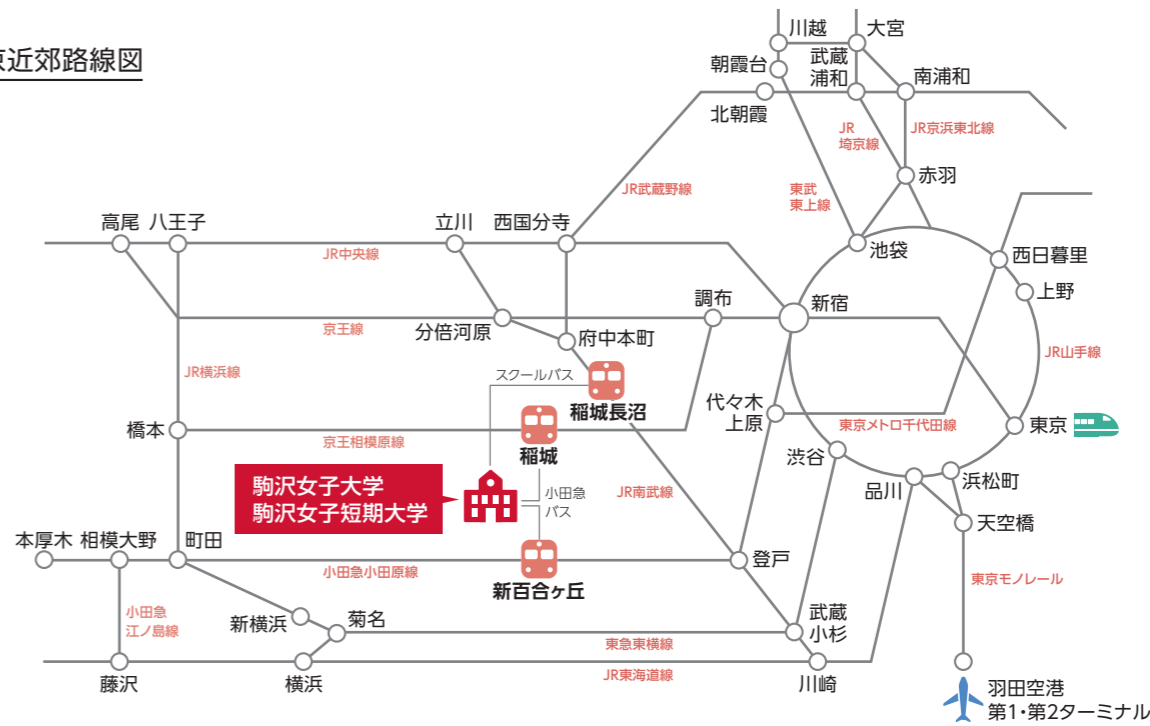 京近郊路線図
川越
大宮
朝霞台
武蔵
浦和
南浦和
北朝霞
JR
埼京線
JR京浜東北線
赤羽
JR武蔵野線
東武
東上線
高尾
八王子
立川
西国分寺
JR中央線
池袋
西日暮里
上野
調布
新宿
京王線
分倍河原
府中本町
JR山手線
JR横浜線
スクールバス
稲城長沼
代々木
上原
東京メトロ千代田線
東京
橋本
京王相模原線
稲城
渋谷
品川
浜松町
駒沢女子大学
駒沢女子短期大学
小田急
バス
JR南武線
天空橋
本厚木
相模大野
町田
小田急小田原線
新百合ヶ丘
登戸
東京モノレール
小田急
江ノ島線
新横浜
菊名
武蔵
小杉
東急東横線
藤沢
横浜
JR東海道線
川崎
羽田空港
第1・第2ターミナル